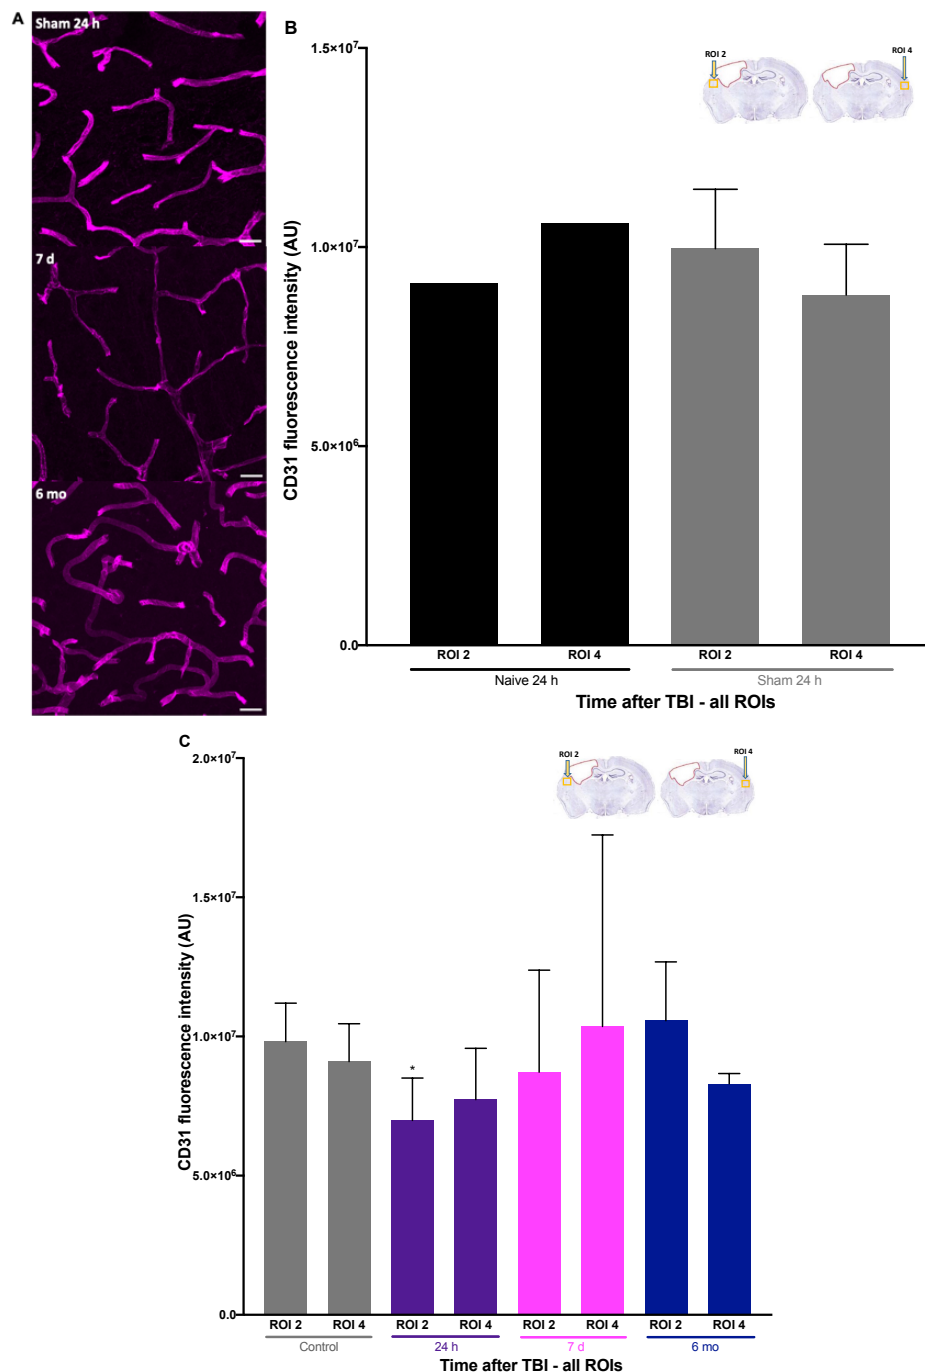 A
Sham 24 h
7 d
6 mo
B
1.5×10⁷
1.0×10⁷
5.0×10⁶
0.0
CD31 fluorescence intensity (AU)
ROI 2
ROI 4
ROI 2
ROI 4
ROI 2
ROI 4
Naive 24 h
Sham 24 h
Time after TBI - all ROIs
C
2.0×10⁷
1.5×10⁷
1.0×10⁷
5.0×10⁶
0.0
CD31 fluorescence intensity (AU)
ROI 2
ROI 4
*
ROI 2
ROI 4
ROI 2
ROI 4
ROI 2
ROI 4
ROI 2
ROI 4
Control
24 h
7 d
6 mo
Time after TBI - all ROIs